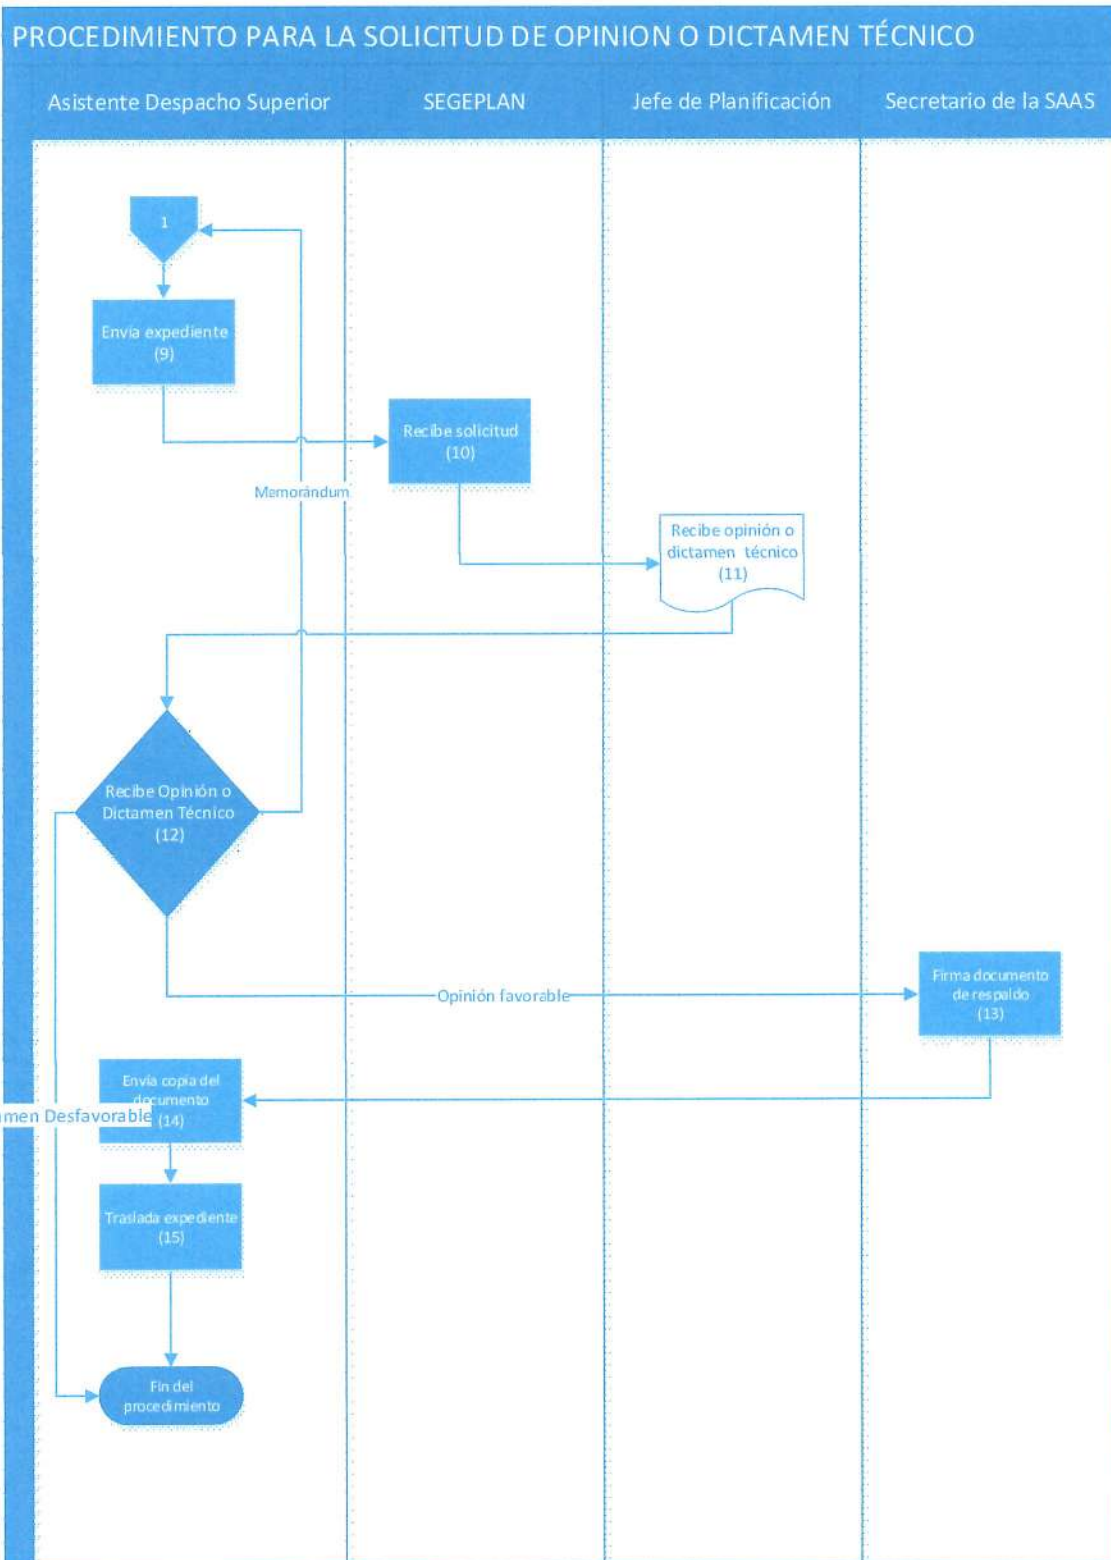 PROCEDIMIENTO PARA LA SOLICITUD DE OPINION O DICTAMEN TÉCNICO
Asistente Despacho Superior
SEGEPLAN
Jefe de Planificación
Secretario de la SAAS
1
Envía expediente
(9)
Recibe solicitud
(10)
Memorándum
Recibe opinión o
dictamen técnico
(11)
Recibe Opinión o
Dictamen Técnico
(12)
Opinión favorable
Firma documento
de respaldo
(13)
Envía copia del
documento
(14)
men Desfavorable
Traslada expediente
(15)
Fin del
procedimiento